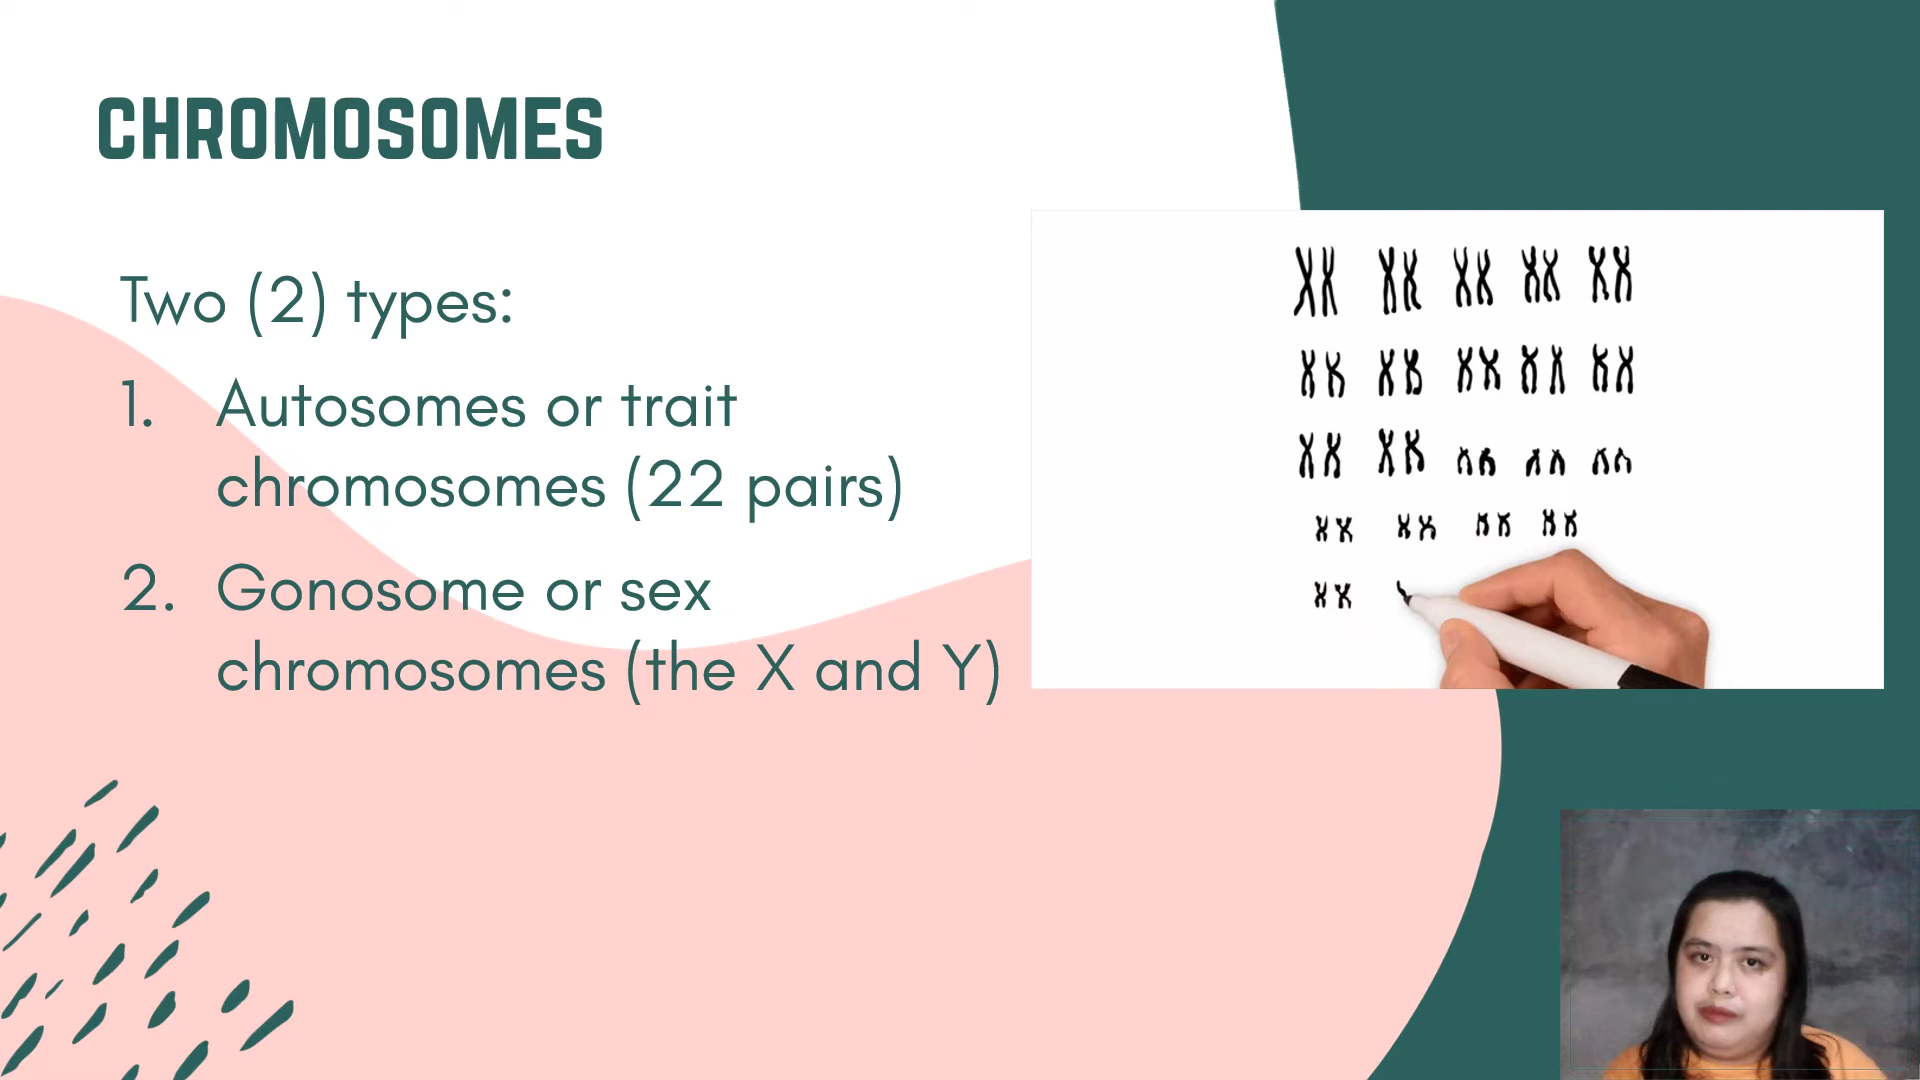 CHROMOSOMES
Two (2) types:
1. Autosomes or trait
chromosomes (22 pairs)
2. Gonosome or sex
chromosomes (the X and Y)